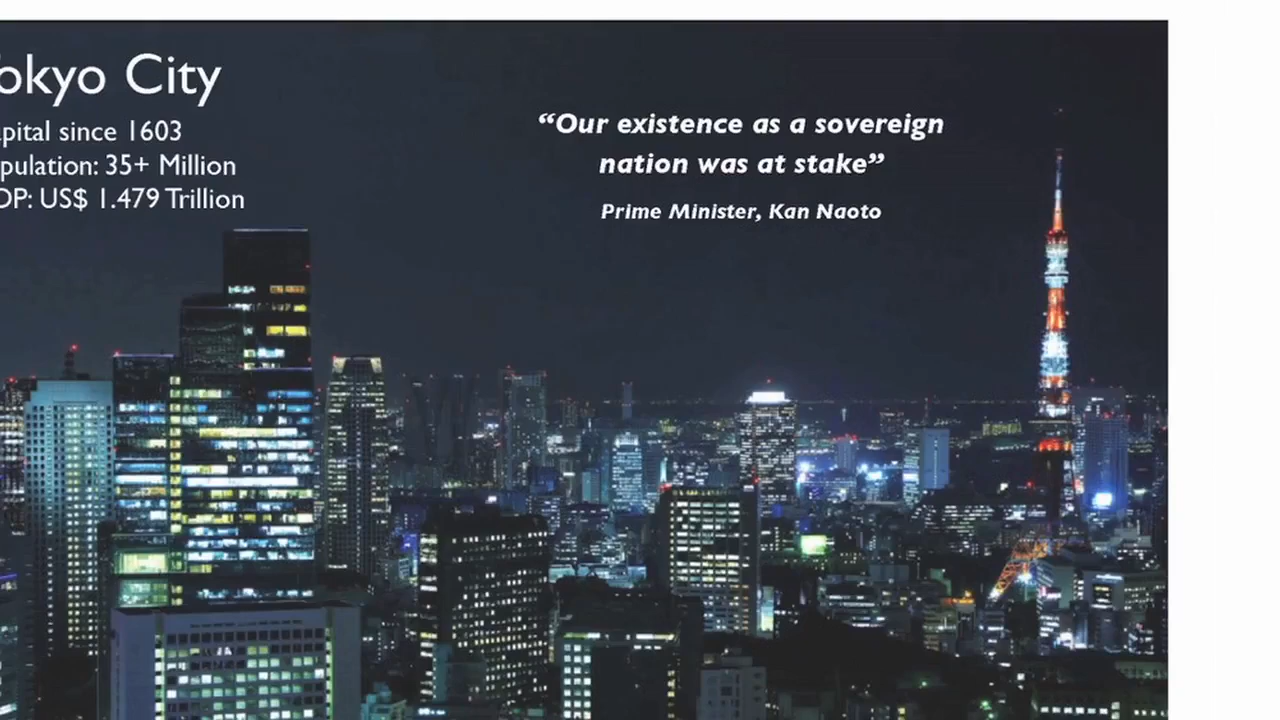 okyo City
pital since 1603
pulation: 35+ Million
DP: US$ 1.479 Trillion
“Our existence as a sovereign
nation was at stake”
Prime Minister, Kan Naoto